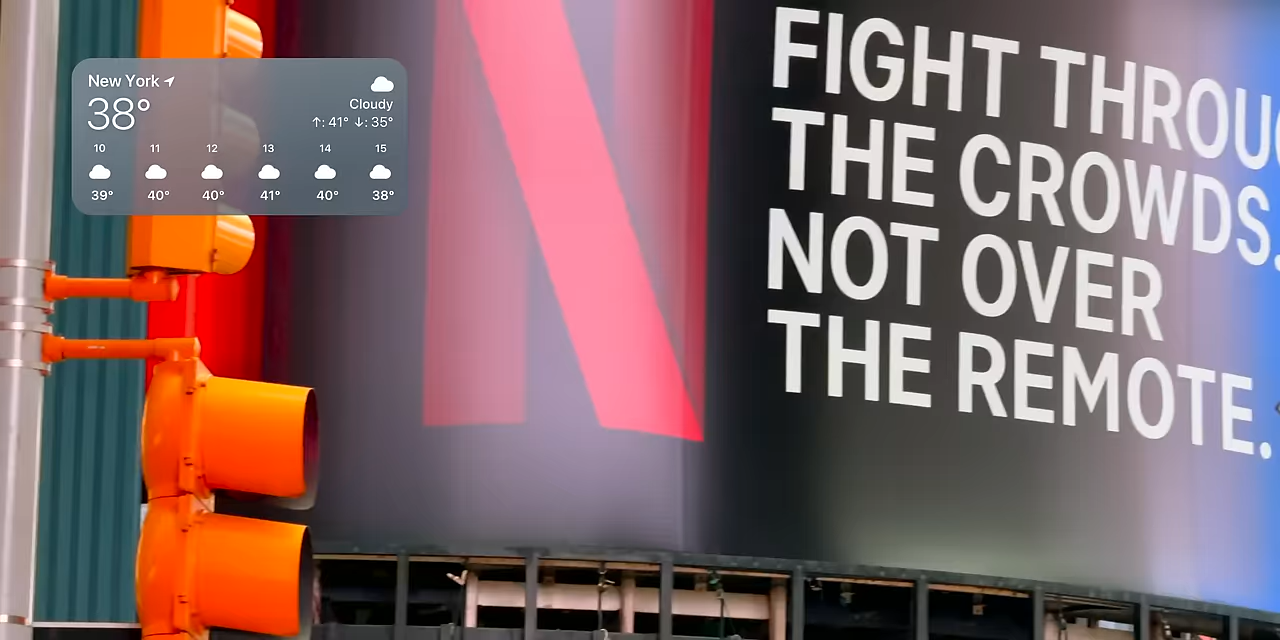 New York
38°
Cloudy
↑: 41° ↓: 35°
10 11 12 13 14 15
39° 40° 40° 41° 40° 38°
FIGHT THROU
THE CROWDS.
NOT OVER
THE REMOTE.